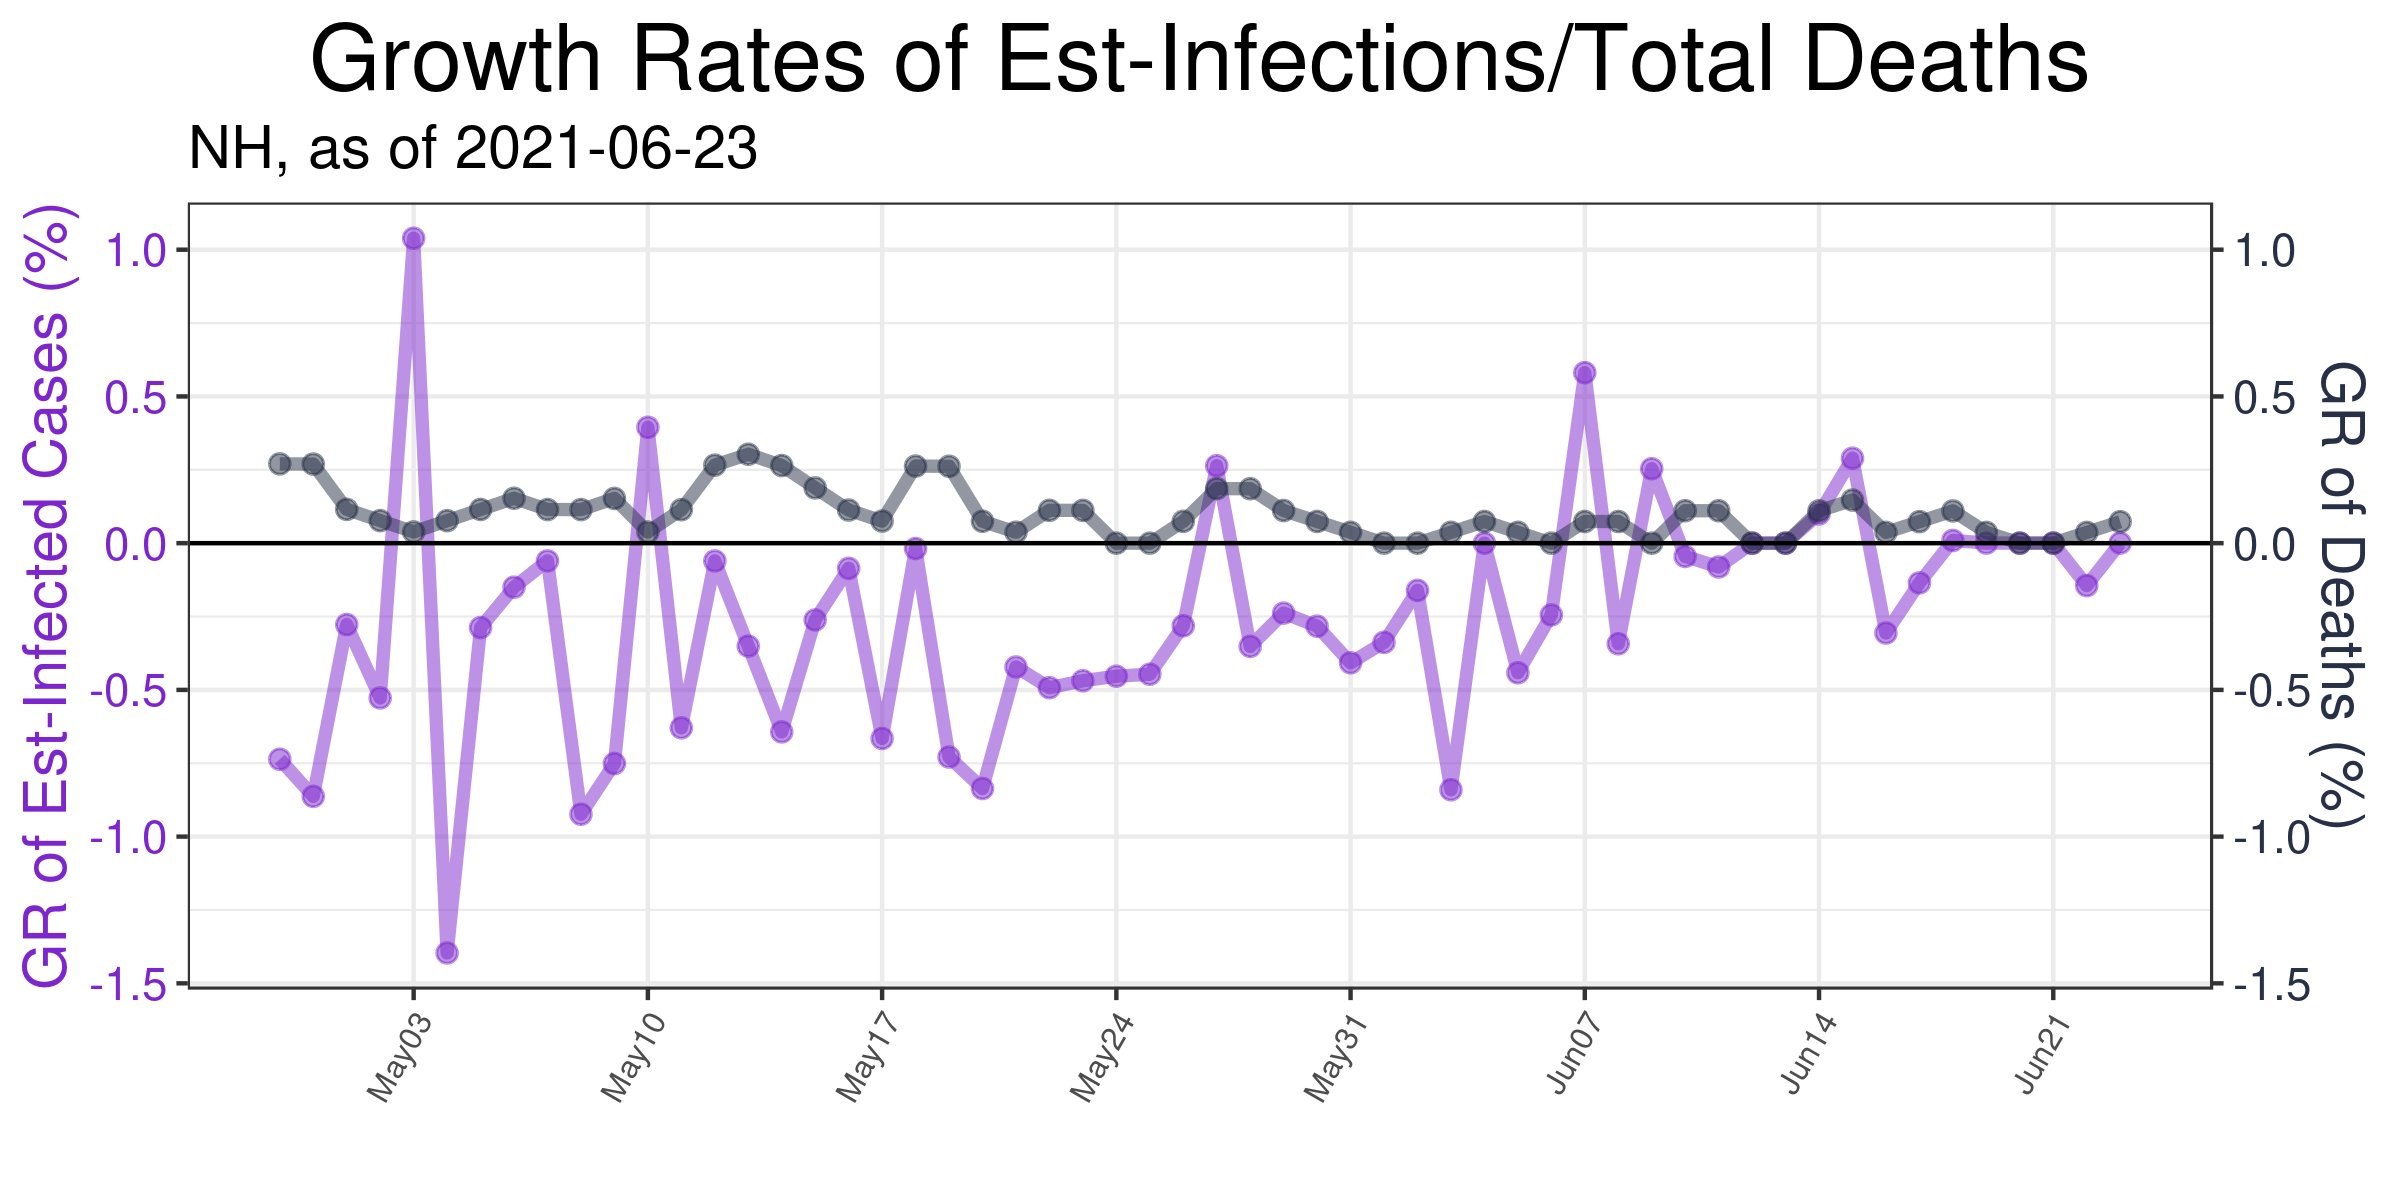 Growth Rates of Est-Infections/Total Deaths
NH, as of 2021-06-23
GR of Est-Infected Cases (%)
1.0
0.5
0.0
-0.5
-1.0
-1.5
1.0
0.5
0.0
-0.5
-1.0
-1.5
GR of Deaths (%)
May03
May10
May17
May24
May31
Jun07
Jun14
Jun21